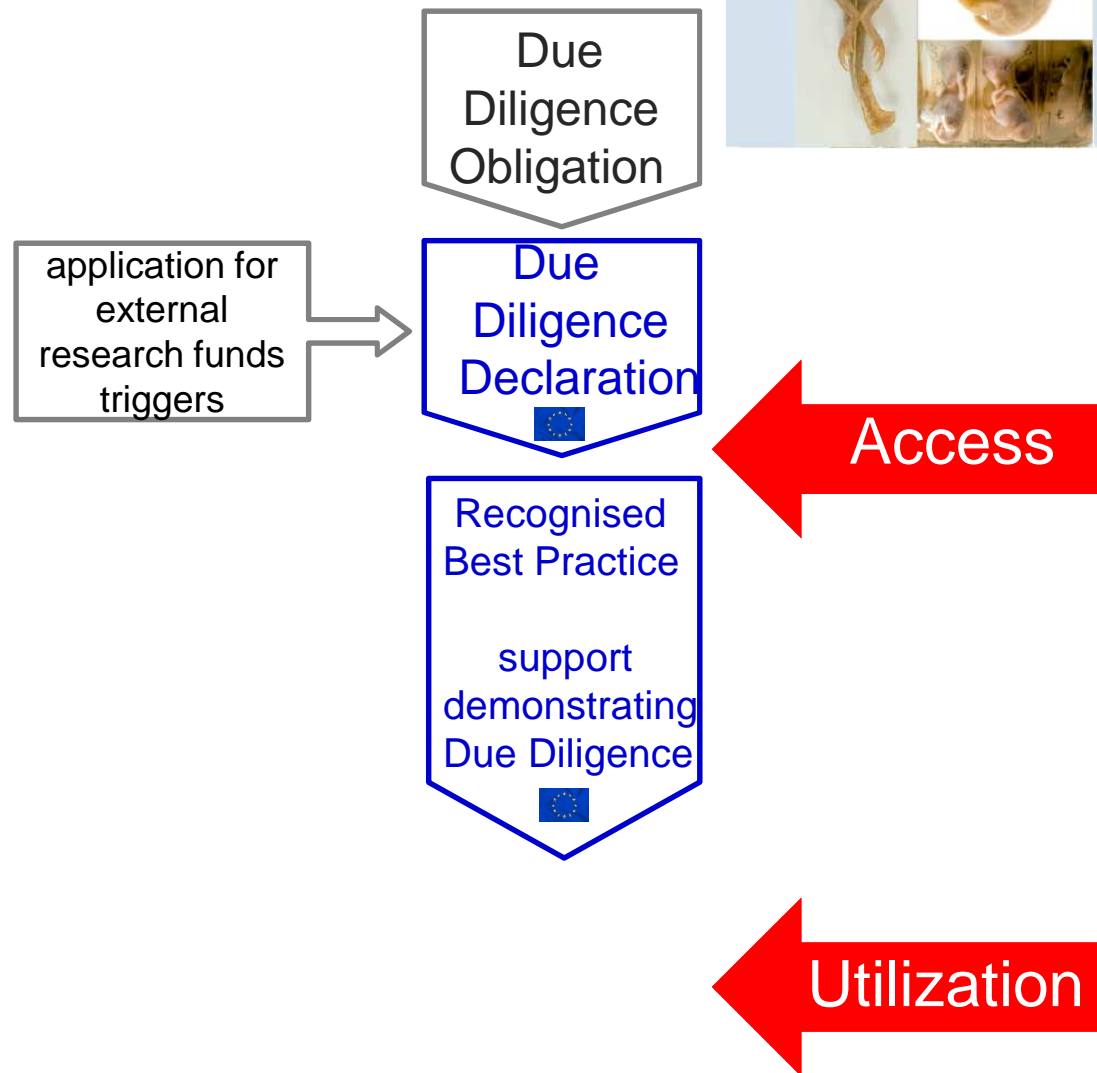 Due
Diligence
Obligation
application for
external
research funds
triggers
Due
Diligence
Declaration
Access
Recognised
Best Practice
support
demonstrating
Due Diligence
Utilization